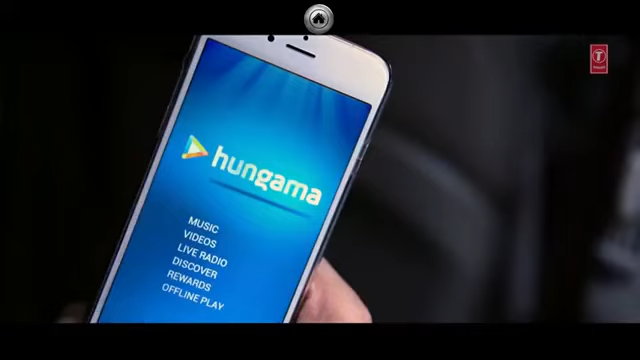 hungama
MUSIC
VIDEOS
LIVE RADIO
DISCOVER
REWARDS
OFFLINE PLAY